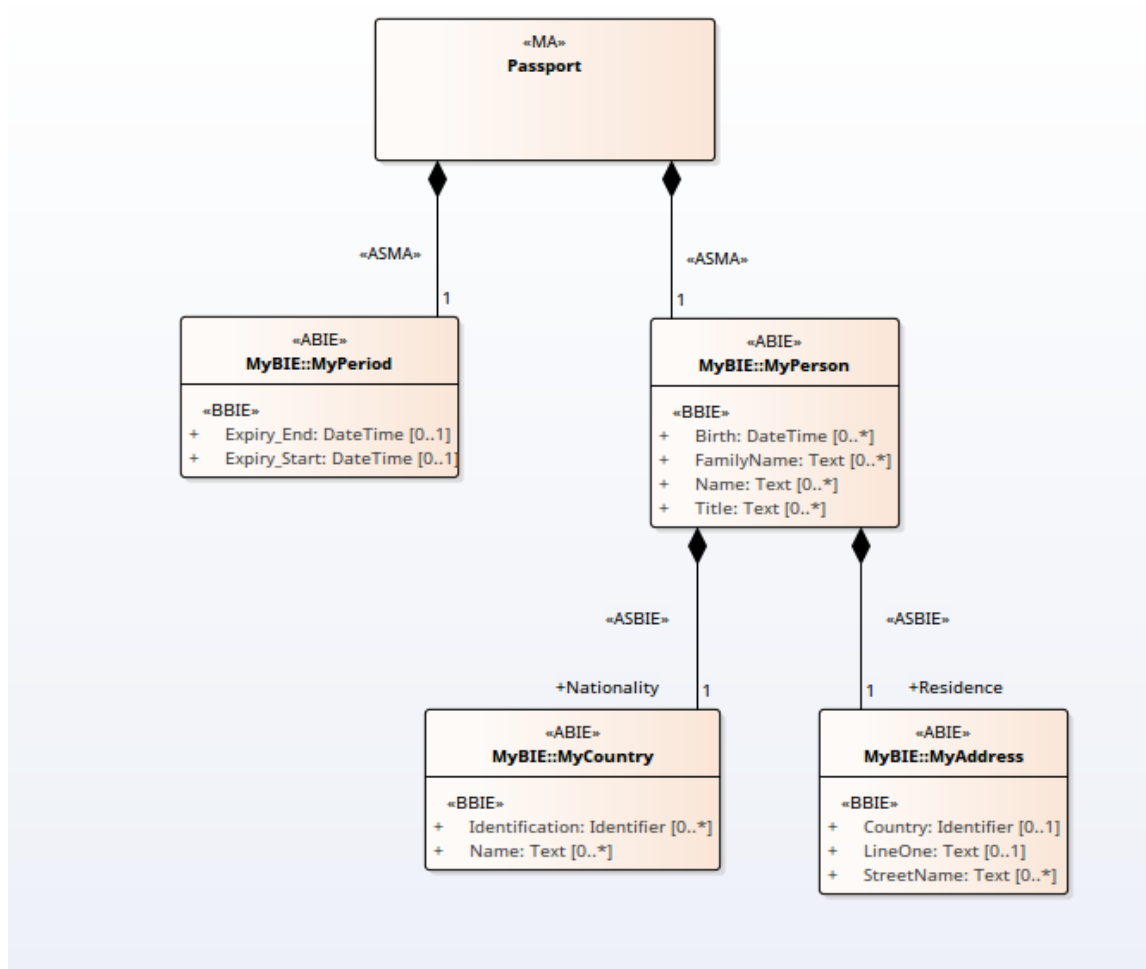 «MA»
Passport
«ASMA»
«ASMA»
1
1
«ABIE»
MyBIE::MyPeriod
«BBIE»
+ Expiry_End: DateTime [0..1]
+ Expiry_Start: DateTime [0..1]
«ABIE»
MyBIE::MyPerson
«BBIE»
+ Birth: DateTime [0..*]
+ FamilyName: Text [0..*]
+ Name: Text [0..*]
+ Title: Text [0..*]
«ASBIE»
«ASBIE»
+Nationality 1
1 +Residence
«ABIE»
MyBIE::MyCountry
«BBIE»
+ Identification: Identifier [0..*]
+ Name: Text [0..*]
«ABIE»
MyBIE::MyAddress
«BBIE»
+ Country: Identifier [0..1]
+ LineOne: Text [0..1]
+ StreetName: Text [0..*]